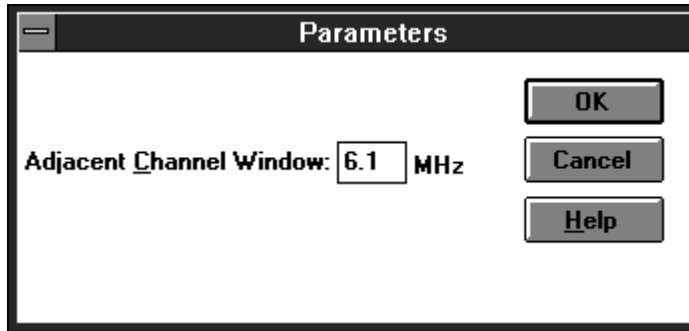 Parameters
OK
Adjacent Channel Window: 6.1 MHz
Cancel
Help